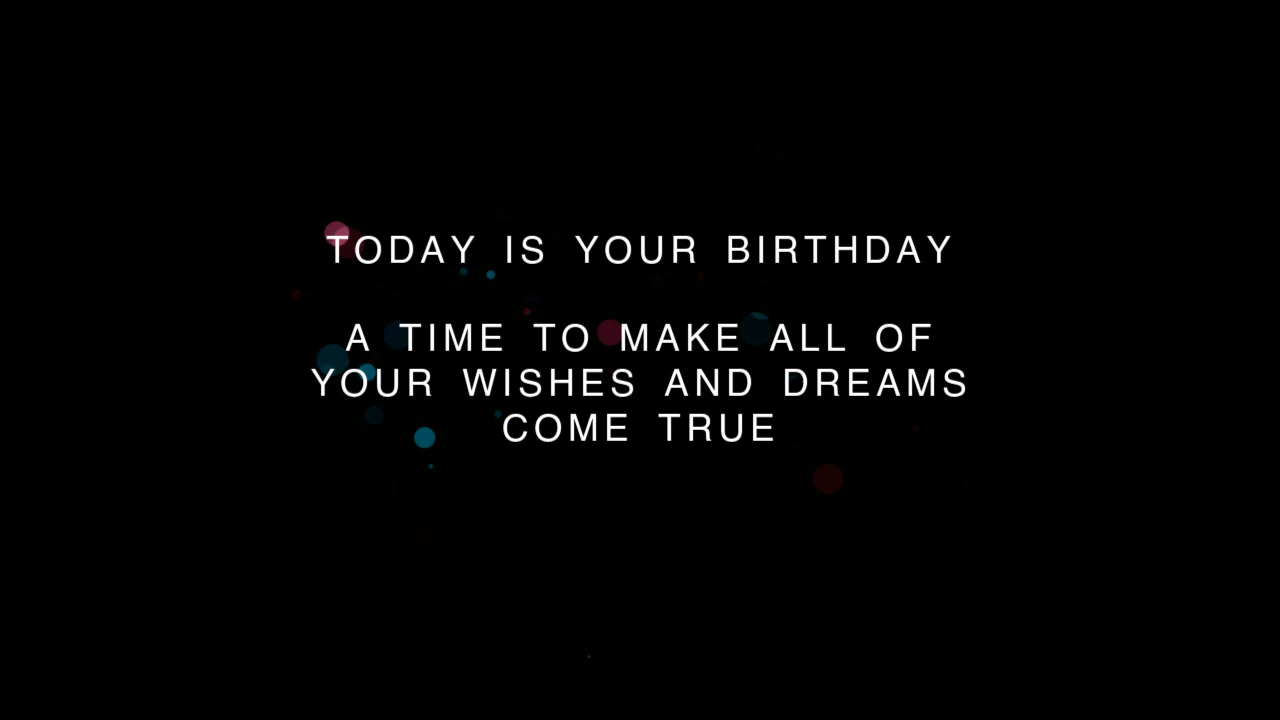 TODAY IS YOUR BIRTHDAY
A TIME TO MAKE ALL OF
YOUR WISHES AND DREAMS
COME TRUE